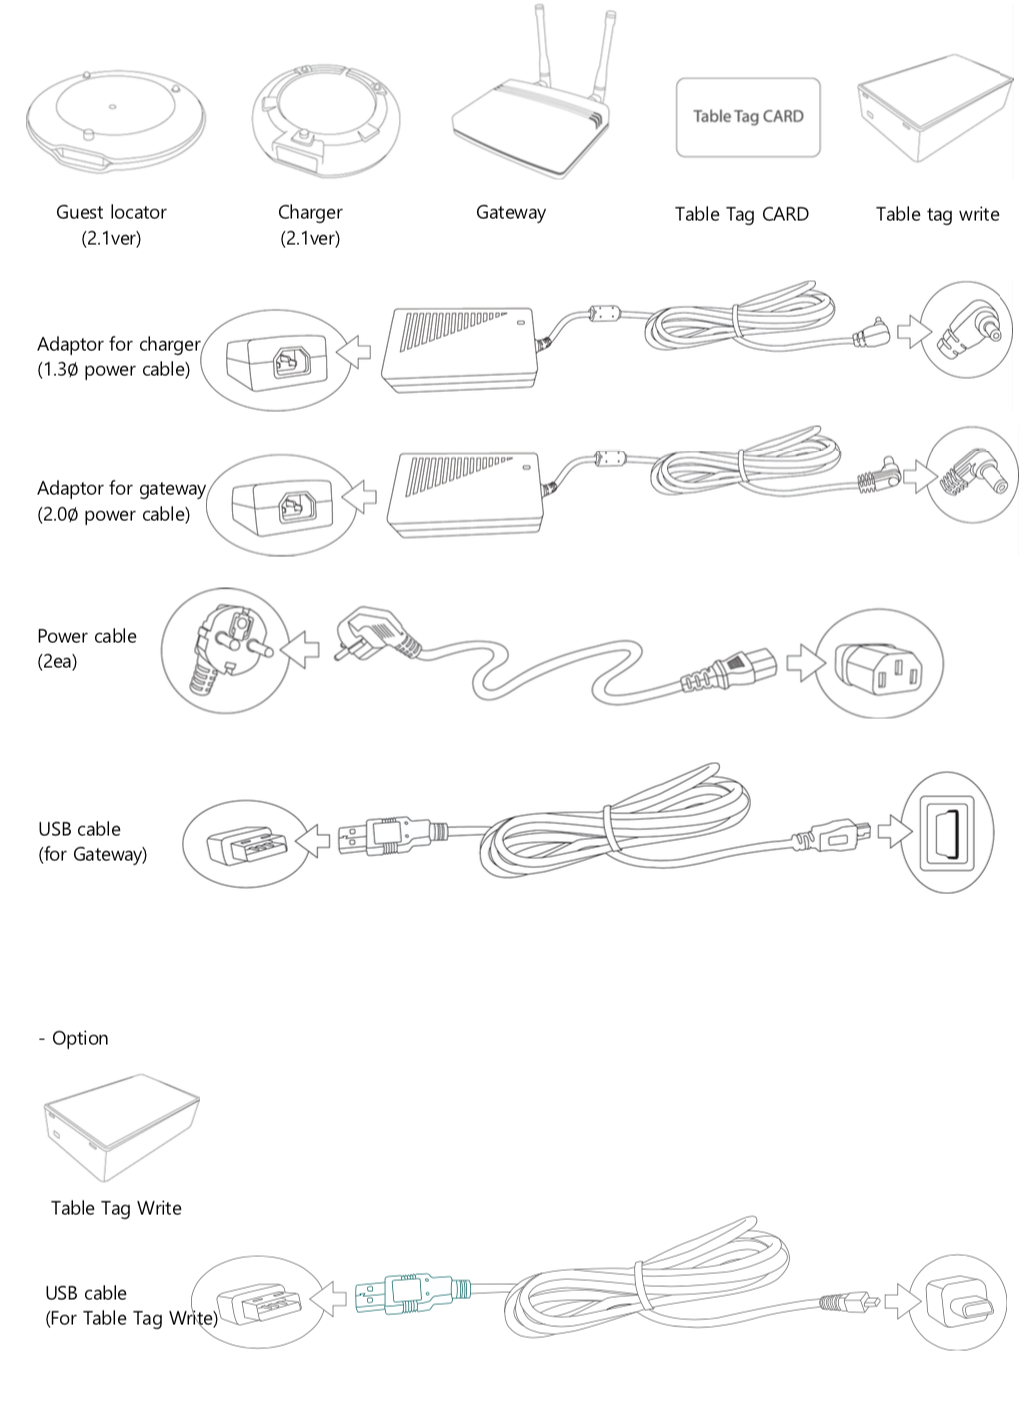 Table Tag CARD
Guest locator
(2.1ver)
Charger
(2.1ver)
Gateway
Table Tag CARD
Table tag write
Adaptor for charger
(1.3Ø power cable)
Adaptor for gateway
(2.0Ø power cable)
Power cable
(2ea)
USB cable
(for Gateway)
- Option
Table Tag Write
USB cable
(For Table Tag Write)